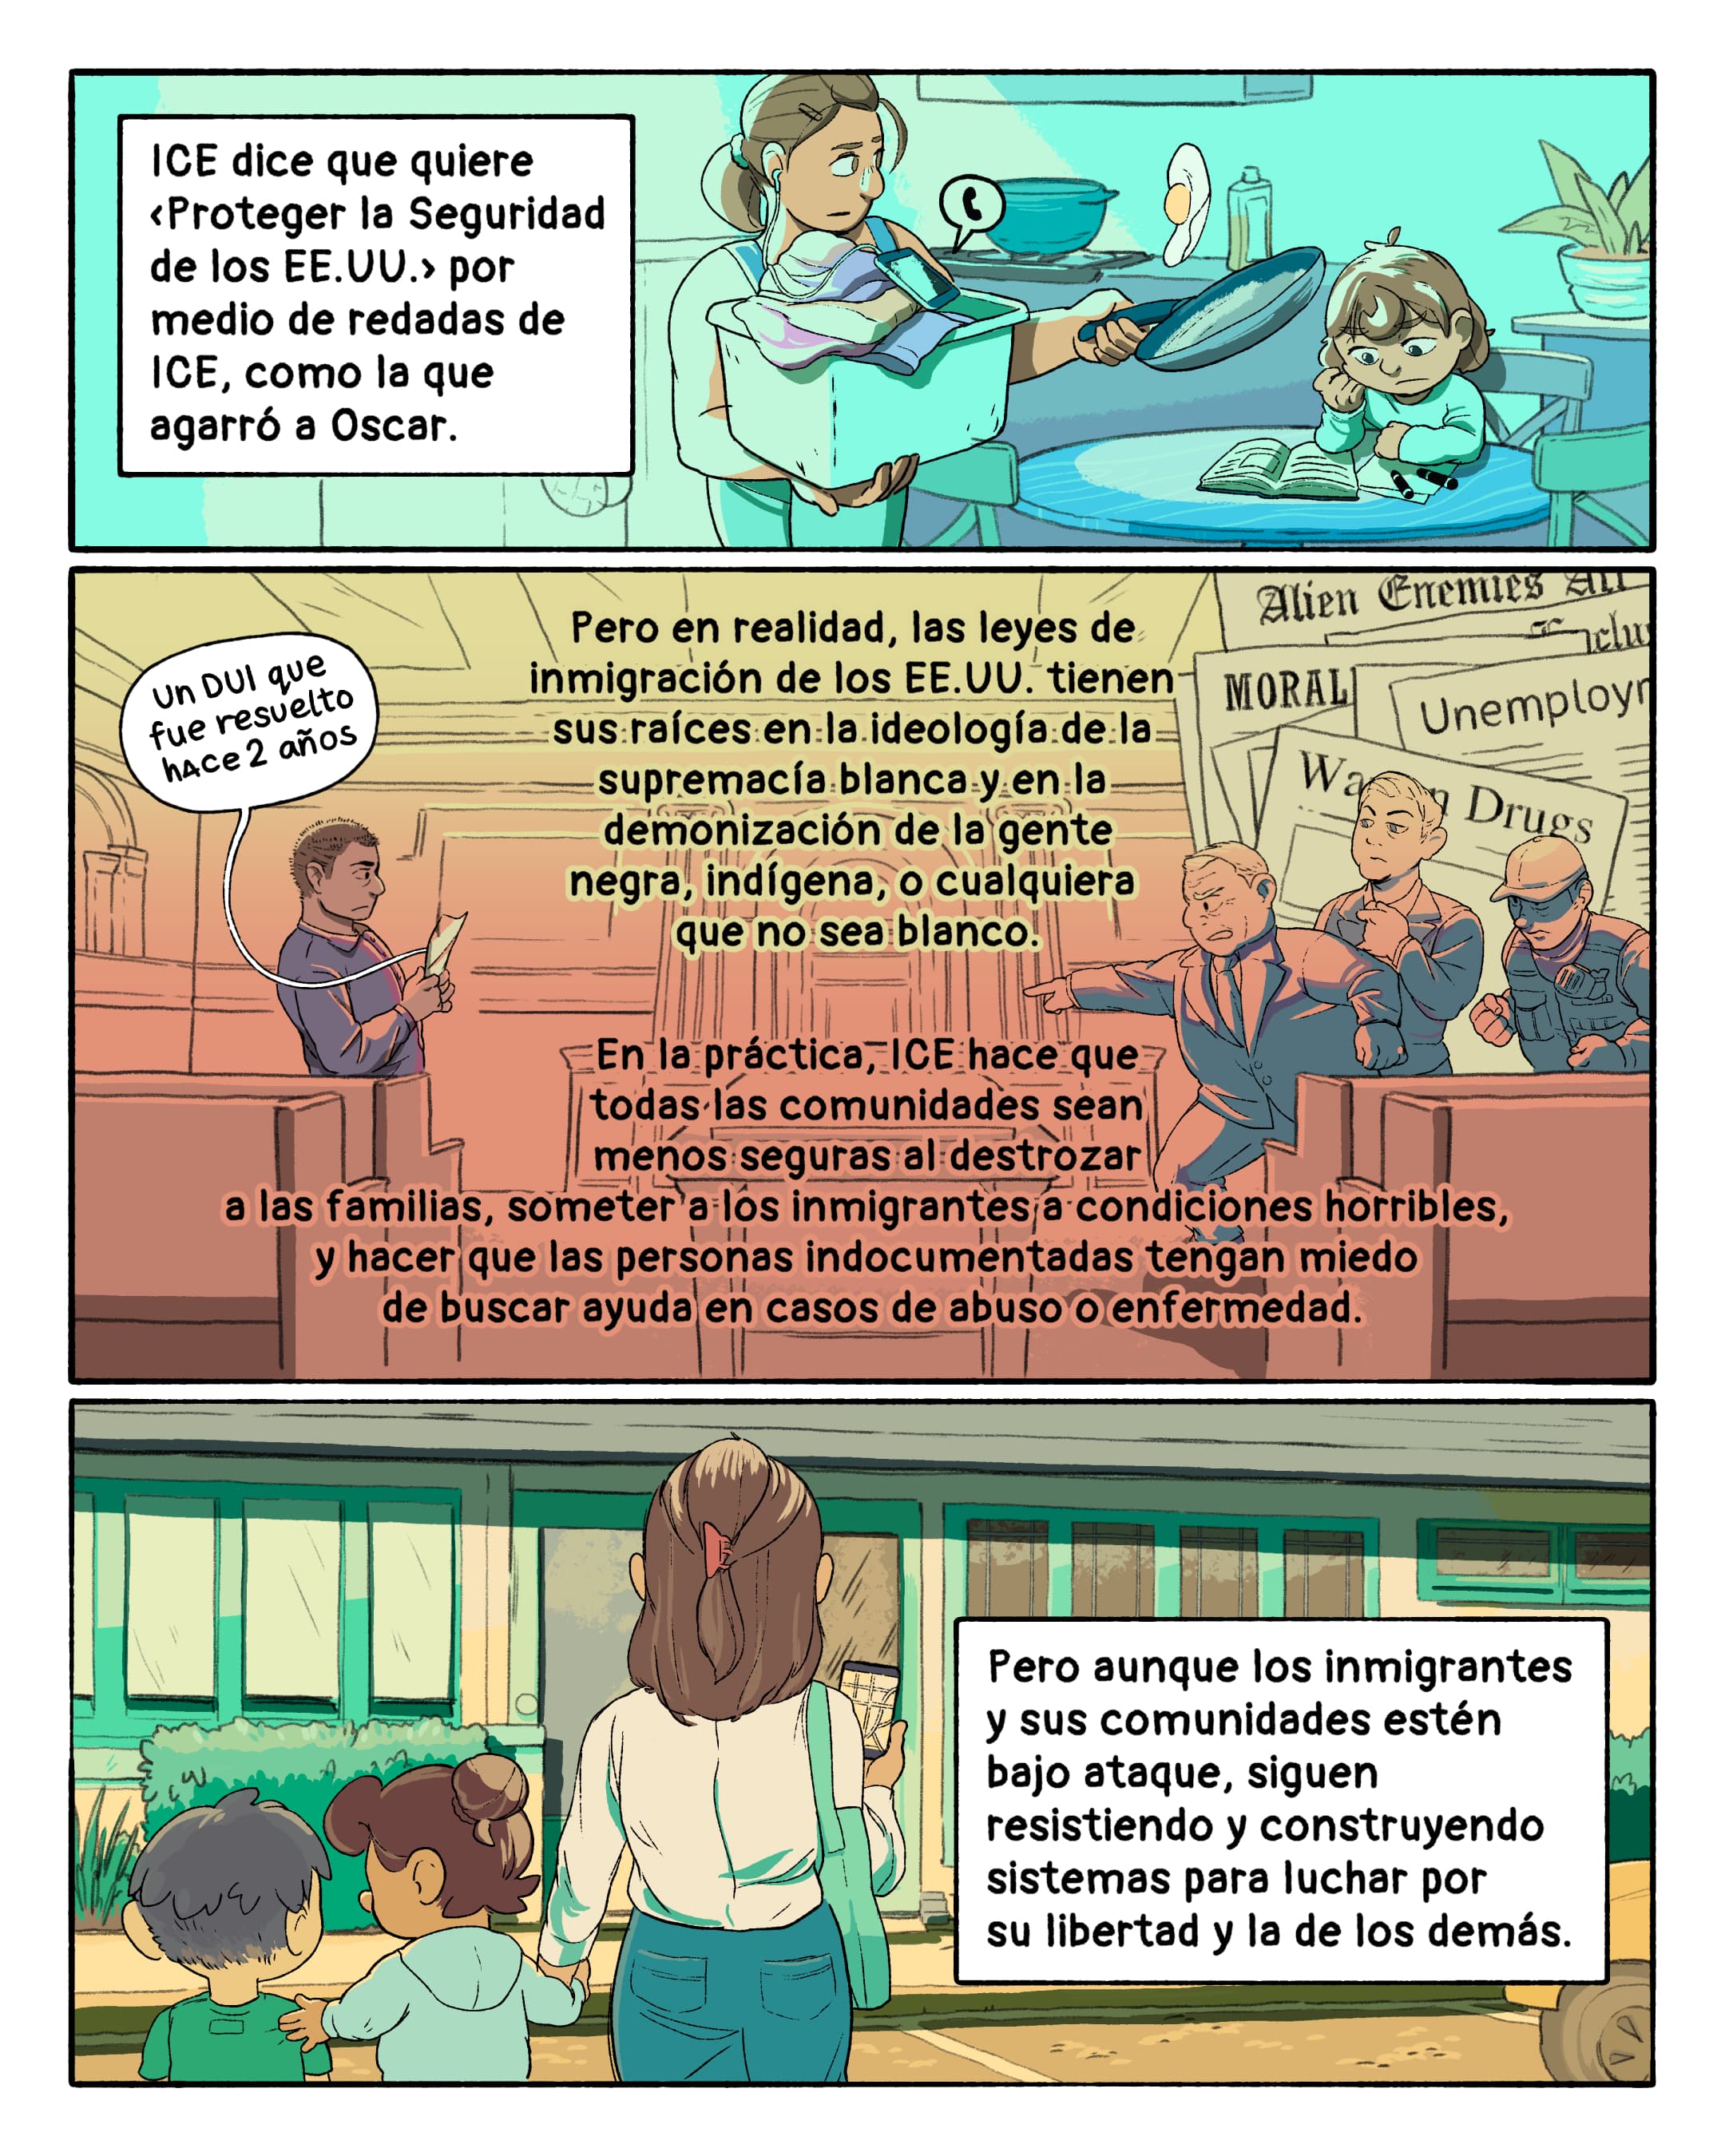 ICE dice que quiere
‹Proteger la Seguridad
de los EE.UU.› por
medio de redadas de
ICE, como la que
agarró a Oscar.
Un DUI que
fue resuelto
hace 2 años
Pero en realidad, las leyes de
inmigración de los EE.UU. tienen
sus raíces en la ideología de la
supremacía blanca y en la
demonización de la gente
negra, indígena, o cualquiera
que no sea blanco.
Alien Enemies
MORAL
Drugs
En la práctica, ICE hace que
todas las comunidades sean
menos seguras al destrozar
a las familias, someter a los inmigrantes a condiciones horribles,
y hacer que las personas indocumentadas tengan miedo
de buscar ayuda en casos de abuso o enfermedad.
Pero aunque los inmigrantes
y sus comunidades estén
bajo ataque, siguen
resistiendo y construyendo
sistemas para luchar por
su libertad y la de los demás.